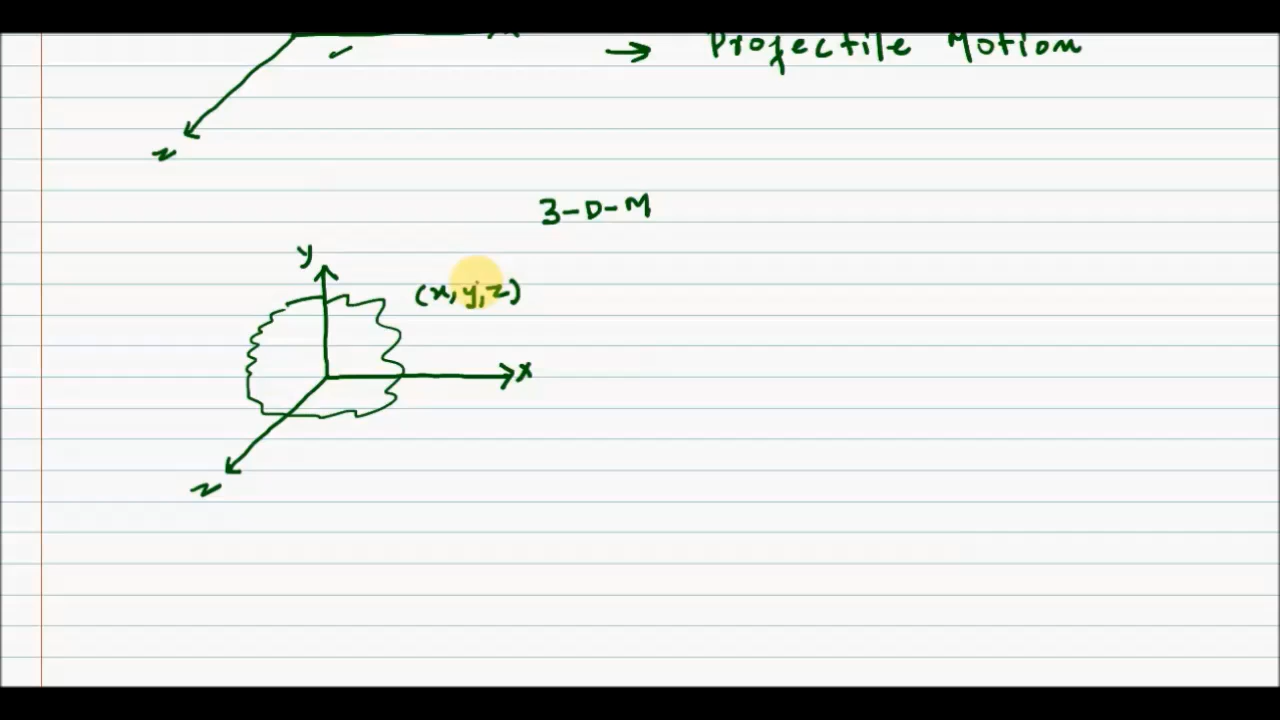 x
→ Projectile Motion
z
3-D-M
y
(x,y,z)
x
z